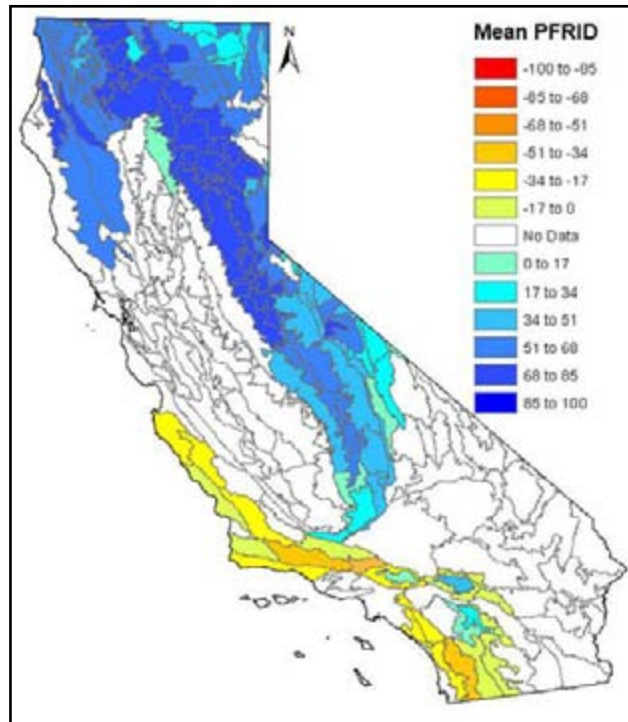 N
Mean PFRID
-100 to -85
-85 to -68
-68 to -51
-51 to -34
-34 to -17
-17 to 0
No Data
0 to 17
17 to 34
34 to 51
51 to 68
68 to 85
85 to 100